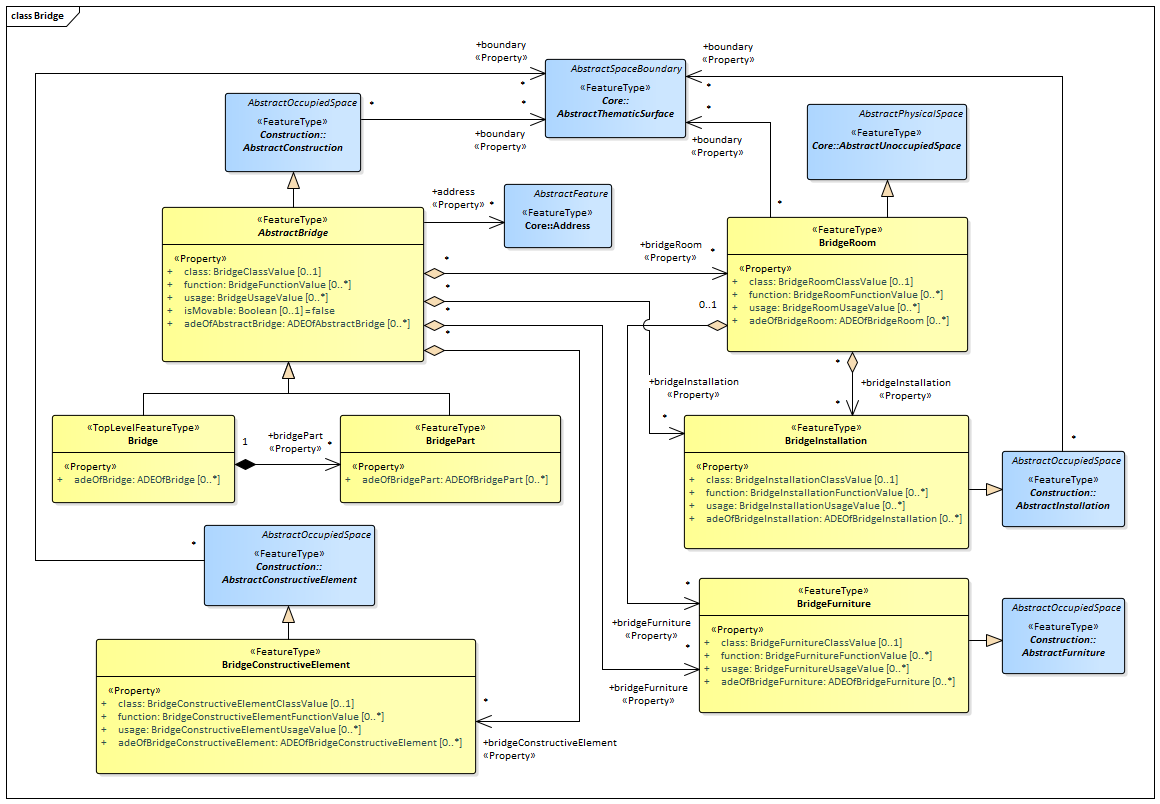 class Bridge
+boundary
«Property»
*
AbstractSpaceBoundary
«FeatureType»
Core::
AbstractThematicSurface
+boundary
«Property»
*
AbstractOccupiedSpace
«FeatureType»
Construction::
AbstractConstruction
*
*
+boundary
«Property»
*
+boundary
«Property»
*
AbstractPhysicalSpace
«FeatureType»
Core::AbstractUnoccupiedSpace
+address
«Property»
*
AbstractFeature
«FeatureType»
Core::Address
«FeatureType»
AbstractBridge
«Property»
+ class: BridgeClassValue [0..1]
+ function: BridgeFunctionValue [0..*]
+ usage: BridgeUsageValue [0..*]
+ isMovable: Boolean [0..1] = false
+ adeOfAbstractBridge: ADEOfAbstractBridge [0..*]
*
*
*
*
+bridgeRoom
«Property»
*
«FeatureType»
BridgeRoom
«Property»
+ class: BridgeRoomClassValue [0..1]
+ function: BridgeRoomFunctionValue [0..*]
+ usage: BridgeRoomUsageValue [0..*]
+ adeOfBridgeRoom: ADEOfBridgeRoom [0..*]
0..1
*
+bridgeInstallation
«Property»
*
+bridgeInstallation
«Property»
*
«TopLevelFeatureType»
Bridge
«Property»
+ adeOfBridge: ADEOfBridge [0..*]
1
+bridgePart
«Property»
*
«FeatureType»
BridgePart
«Property»
+ adeOfBridgePart: ADEOfBridgePart [0..*]
«FeatureType»
BridgeInstallation
«Property»
+ class: BridgeInstallationClassValue [0..1]
+ function: BridgeInstallationFunctionValue [0..*]
+ usage: BridgeInstallationUsageValue [0..*]
+ adeOfBridgeInstallation: ADEOfBridgeInstallation [0..*]
*
AbstractOccupiedSpace
«FeatureType»
Construction::
AbstractInstallation
*
AbstractOccupiedSpace
«FeatureType»
Construction::
AbstractConstructiveElement
*
+bridgeFurniture
«Property»
*
+bridgeFurniture
«Property»
«FeatureType»
BridgeFurniture
«Property»
+ class: BridgeFurnitureClassValue [0..1]
+ function: BridgeFurnitureFunctionValue [0..*]
+ usage: BridgeFurnitureUsageValue [0..*]
+ adeOfBridgeFurniture: ADEOfBridgeFurniture [0..*]
AbstractOccupiedSpace
«FeatureType»
Construction::
AbstractFurniture
«FeatureType»
BridgeConstructiveElement
«Property»
+ class: BridgeConstructiveElementClassValue [0..1]
+ function: BridgeConstructiveElementFunctionValue [0..*]
+ usage: BridgeConstructiveElementUsageValue [0..*]
+ adeOfBridgeConstructiveElement: ADEOfBridgeConstructiveElement [0..*]
*
+bridgeConstructiveElement
«Property»